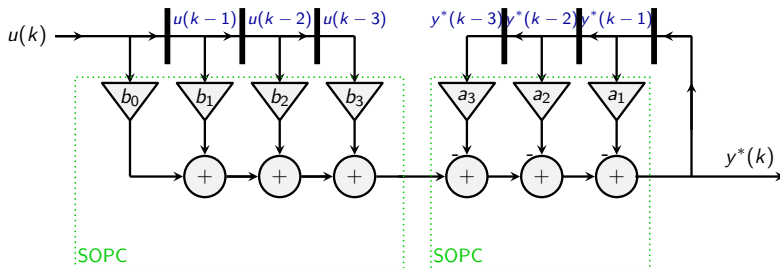 u(k−1) u(k−2) u(k−3) y*(k−3) y*(k−2) y*(k−1)
u(k)
b₀ b₁ b₂ b₃ a₃ a₂ a₁
- - -
+ + + + + + y*(k)
SOPC SOPC